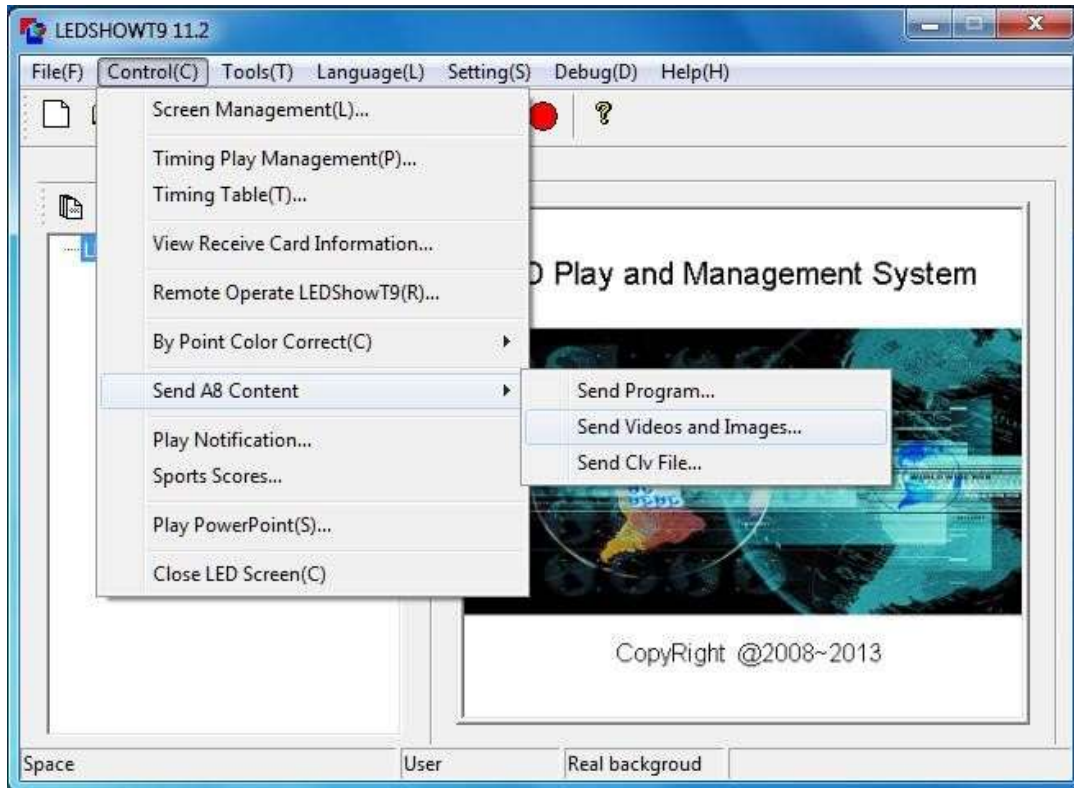 LEDSHOWT9 11.2
File(F) Control(C) Tools(T) Language(L) Setting(S) Debug(D) Help(H)
Screen Management(L)...
Timing Play Management(P)...
Timing Table(T)...
View Receive Card Information...
Remote Operate LEDShowT9(R)...
By Point Color Correct(C)
Send A8 Content
Play Notification...
Sports Scores...
Play PowerPoint(S)...
Close LED Screen(C)
Send Program...
Send Videos and Images...
Send Clv File...
Play and Management System
CopyRight @2008~2013
Space User Real backgroud